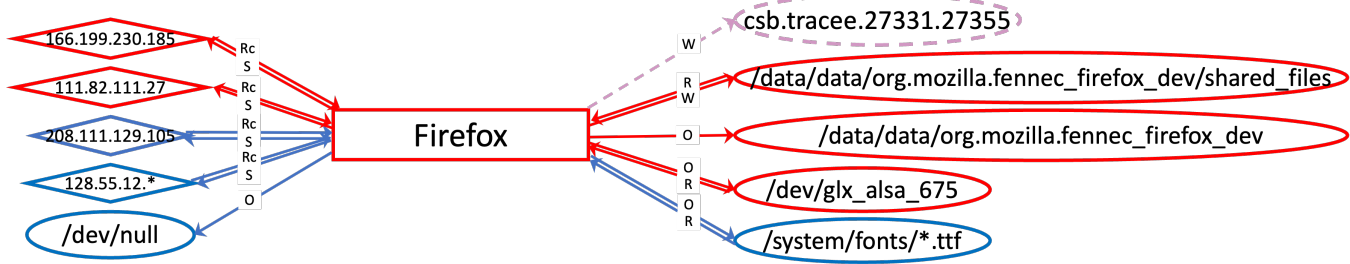 166.199.230.185
111.82.111.27
208.111.129.105
128.55.12.*
/dev/null
Rc
S
Rc
S
Rc
S
Rc
S
O
Firefox
W
R
W
O
O
R
O
R
csb.tracee.27331.27355
/data/data/org.mozilla.fennec_firefox_dev/shared_files
/data/data/org.mozilla.fennec_firefox_dev
/dev/glx_alsa_675
/system/fonts/*.ttf